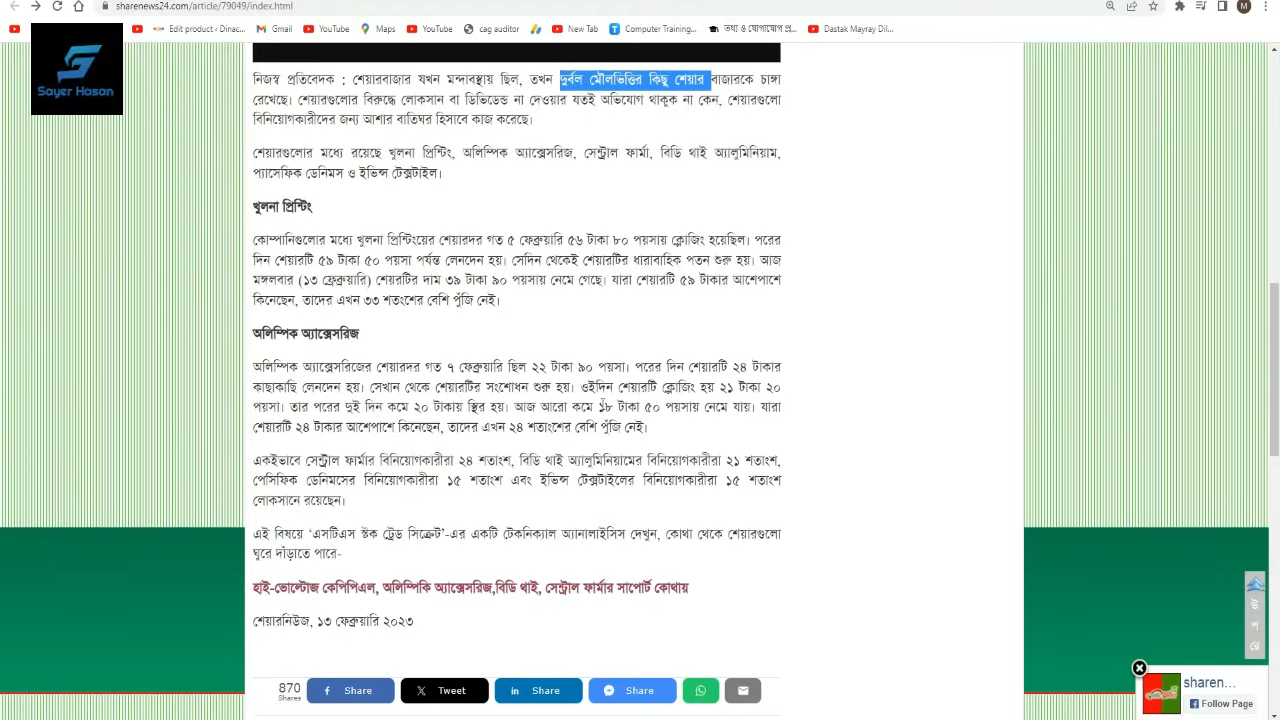 sharenews24.com/article/79049/index.html
Edit product ‹ Dinac... Gmail YouTube Maps YouTube cag auditor New Tab Computer Training... তথ্য ও যোগাযোগ প্র... Dastak Mayray Dil...
Sayer Hasan
নিজস্ব প্রতিবেদক : শেয়ারবাজার যখন মন্দাবস্থায় ছিল, তখন দুর্বল মৌলভিত্তির কিছু শেয়ার বাজারকে চাঙ্গা
রেখেছে। শেয়ারগুলোর বিরুদ্ধে লোকসান বা ডিভিডেন্ড না দেওয়ার যতই অভিযোগ থাকুক না কেন, শেয়ারগুলো
বিনিয়োগকারীদের জন্য আশার বাতিঘর হিসাবে কাজ করেছে।
শেয়ারগুলোর মধ্যে রয়েছে খুলনা প্রিন্টিং, অলিম্পিক অ্যাক্সেসরিজ, সেন্ট্রাল ফার্মা, বিডি থাই অ্যালুমিনিয়াম,
প্যাসেফিক ডেনিমস ও ইভিন্স টেক্সটাইল।
খুলনা প্রিন্টিং
কোম্পানিগুলোর মধ্যে খুলনা প্রিন্টিংয়ের শেয়ারদর গত ৫ ফেব্রুয়ারি ৫৬ টাকা ৮০ পয়সায় ক্লোজিং হয়েছিল। পরের
দিন শেয়ারটি ৫৯ টাকা ৫০ পয়সা পর্যন্ত লেনদেন হয়। সেদিন থেকেই শেয়ারটির ধারাবাহিক পতন শুরু হয়। আজ
মঙ্গলবার (১৩ ফেব্রুয়ারি) শেয়রটির দাম ৩৯ টাকা ৯০ পয়সায় নেমে গেছে। যারা শেয়ারটি ৫৯ টাকার আশেপাশে
কিনেছেন, তাদের এখন ৩৩ শতংশের বেশি পুঁজি নেই।
অলিম্পিক অ্যাক্সেসরিজ
অলিম্পিক অ্যাক্সেসরিজের শেয়ারদর গত ৭ ফেব্রুয়ারি ছিল ২২ টাকা ৯০ পয়সা। পরের দিন শেয়ারটি ২৪ টাকার
কাছাকাছি লেনদেন হয়। সেখান থেকে শেয়ারটির সংশোধন শুরু হয়। ওইদিন শেয়ারটি ক্লোজিং হয় ২১ টাকা ২০
পয়সা। তার পরের দুই দিন কমে ২০ টাকায় স্থির হয়। আজ আরো কমে ১৮ টাকা ৫০ পয়সায় নেমে যায়। যারা
শেয়ারটি ২৪ টাকার আশেপাশে কিনেছেন, তাদের এখন ২৪ শতাংশের বেশি পুঁজি নেই।
একইভাবে সেন্ট্রাল ফার্মার বিনিয়োগকারীরা ২৪ শতাংশ, বিডি থাই অ্যালুমিনিয়ামের বিনিয়োগকারীরা ২১ শতাংশ,
পেসিফিক ডেনিমসের বিনিয়োগকারীরা ১৫ শতাংশ এবং ইভিন্স টেক্সটাইলের বিনিয়োগকারীরা ১৫ শতাংশ
লোকসানে রয়েছেন।
এই বিষয়ে ‘এসটিএস স্টক ট্রেড সিক্রেট’-এর একটি টেকনিক্যাল অ্যানালাইসিস দেখুন, কোথা থেকে শেয়ারগুলো
ঘুরে দাঁড়াতে পারে-
হাই-ভোল্টেজ কেপিপিএল, অলিম্পিকি অ্যাক্সেসরিজ,বিডি থাই, সেন্ট্রাল ফার্মার সাপোর্ট কোথায়
শেয়ারনিউজ, ১৩ ফেব্রুয়ারি ২০২৩
উ
প
রে
870
Shares
Share Tweet Share Share
sharen...
Follow Page